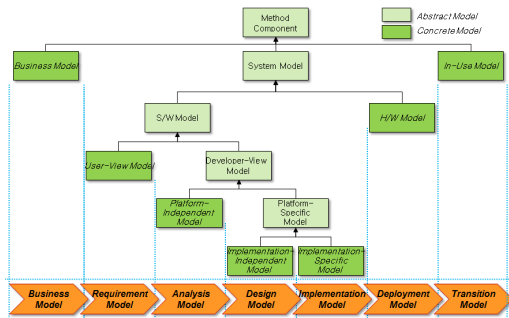 Method
Component
Abstract Model
Concrete Model
Business Model
System Model
In-Use Model
S/W Model
H/W Model
User-View Model
Developer-View
Model
Platform-
Independent
Model
Platform-
Specific
Model
Implementation-
Independent Model
Implementation-
Specific Model
Business
Model
Requirement
Model
Analysis
Model
Design
Model
Implementation
Model
Deployment
Model
Transition
Model